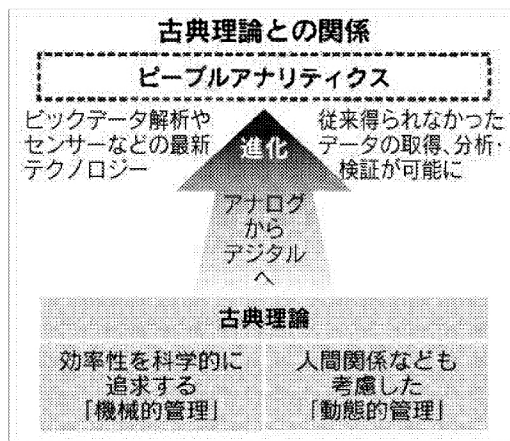 古典理論との関係
ピープルアナリティクス
ビックデータ解析や
センサーなどの最新
テクノロジー
進化
従来得られなかった
データの取得、分析・
検証が可能に
アナログ
から
デジタル
へ
古典理論
効率性を科学的に
追求する
「機械的管理」
人間関係なども
考慮した
「動態的管理」